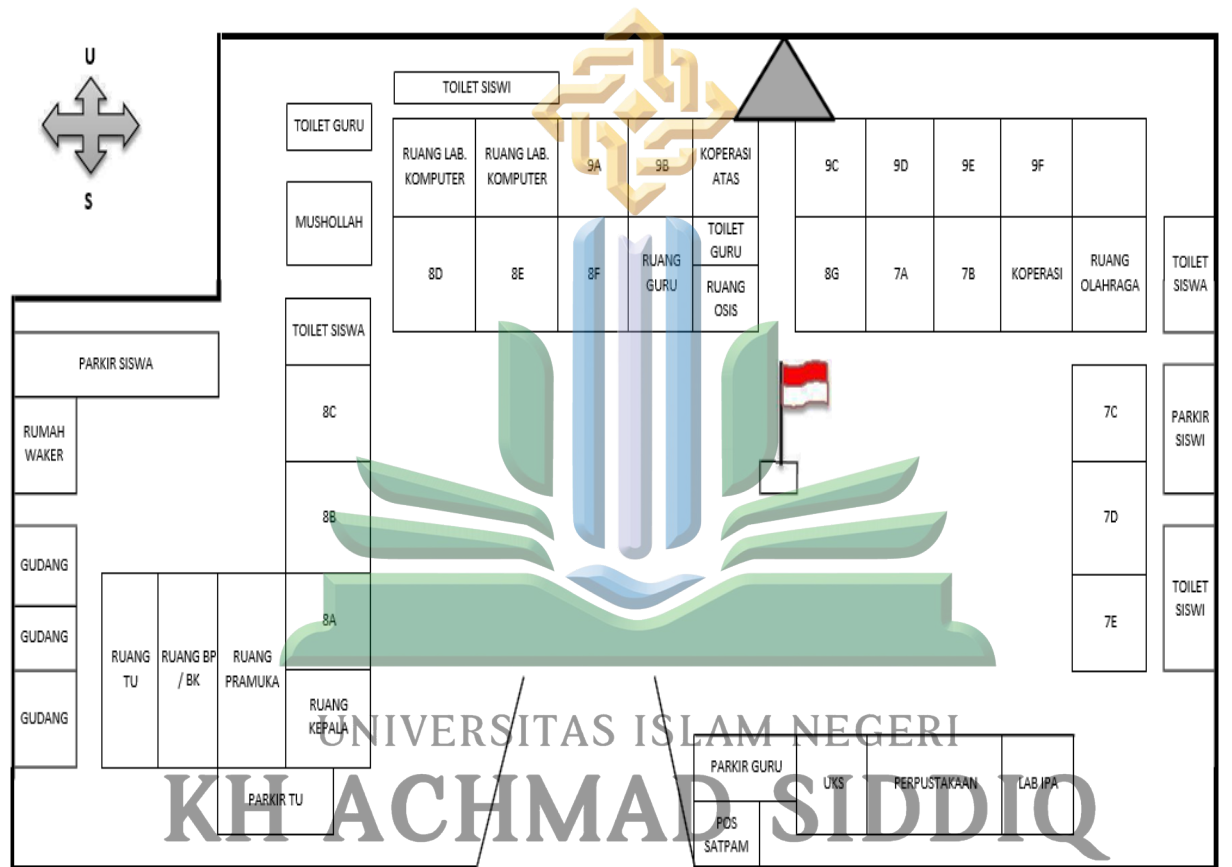 U
S
TOILET SISWI
TOILET GURU
MUSHOLLAH
RUANG LAB.
KOMPUTER
RUANG LAB.
KOMPUTER
9A
9B
KOPERASI
ATAS
9C
9D
9E
9F
8D
8E
8F
RUANG
GURU
TOILET
GURU
RUANG
OSIS
8G
7A
7B
KOPERASI
RUANG
OLAHRAGA
TOILET
SISWA
PARKIR SISWA
TOILET SISWA
RUMAH
WAKER
8C
8B
8A
7C
7D
7E
PARKIR
SISWI
TOILET
SISWI
GUDANG
GUDANG
GUDANG
RUANG
TU
RUANG BP
/ BK
RUANG
PRAMUKA
RUANG
KEPALA
PARKIR TU
PARKIR GURU
POS
SATPAM
UKS
PERPUSTAKAAN
LAB IPA
UNIVERSITAS ISLAM NEGERI
KH ACHMAD SIDDIQ